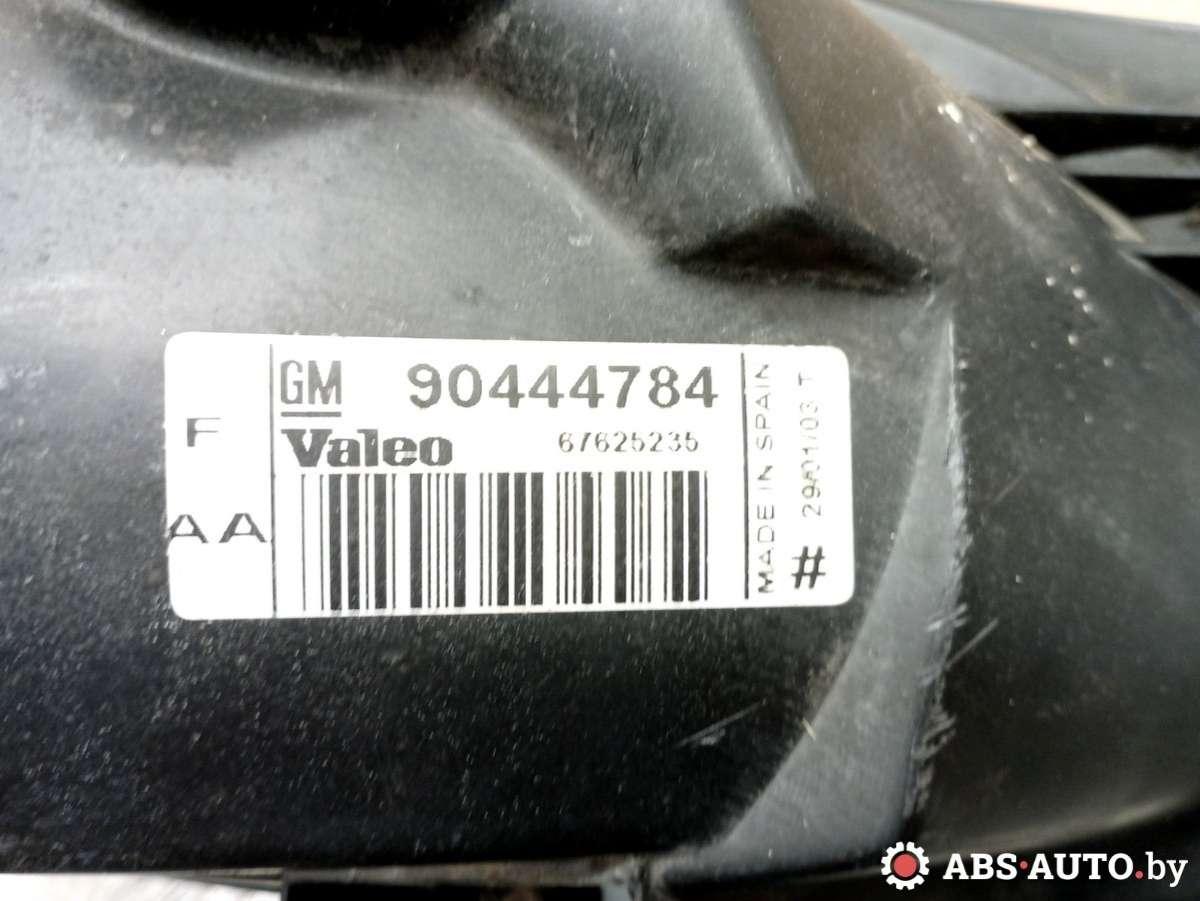 F
AA
GM 90444784
Valeo 67625235
MADE IN SPAIN
# 29/01/03 T
ABS·AUTO.by